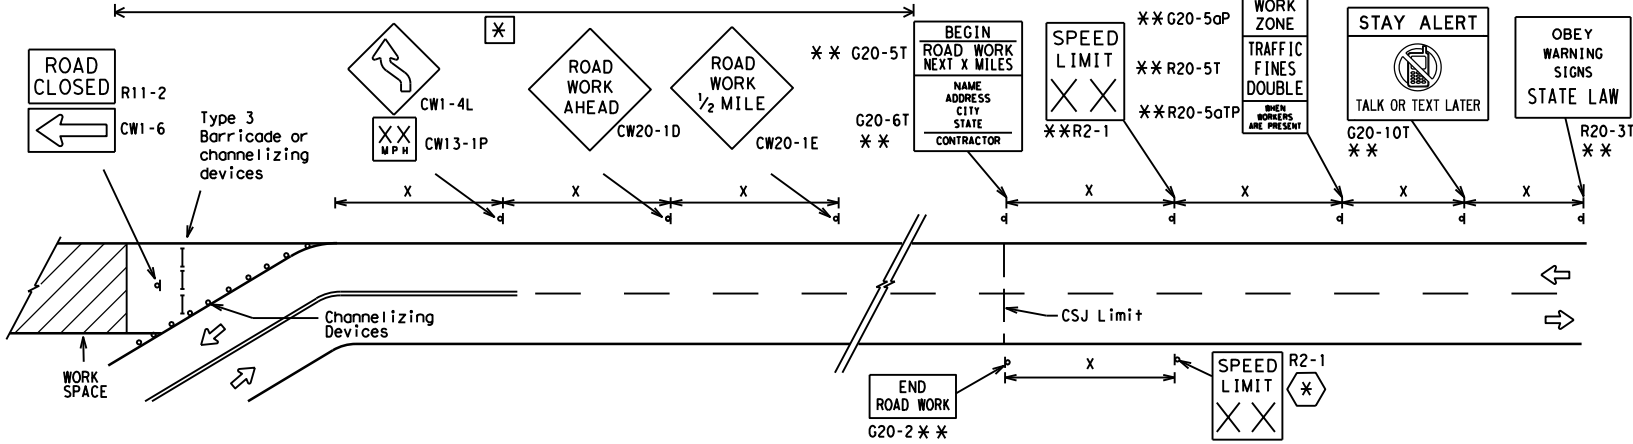 *
ROAD
CLOSED
R11-2
CW1-6
Type 3
Barricade or
channelizing
devices
CW1-4L
XX
MPH
CW13-1P
ROAD
WORK
AHEAD
CW20-1D
ROAD
WORK
1/2 MILE
CW20-1E
** G20-5T
BEGIN
ROAD WORK
NEXT X MILES
NAME
ADDRESS
CITY
STATE
CONTRACTOR
G20-6T
**
SPEED
LIMIT
XX
**R2-1
**G20-5aP
WORK
ZONE
**R20-5T
TRAFFIC
FINES
DOUBLE
**R20-5aTP
WHEN
WORKERS
ARE PRESENT
STAY ALERT
TALK OR TEXT LATER
G20-10T
**
OBEY
WARNING
SIGNS
STATE LAW
R20-3T
**
X
X
X
X
X
X
X
Channelizing
Devices
WORK
SPACE
CSJ Limit
END
ROAD WORK
G20-2 **
X
SPEED
LIMIT
XX
R2-1
*